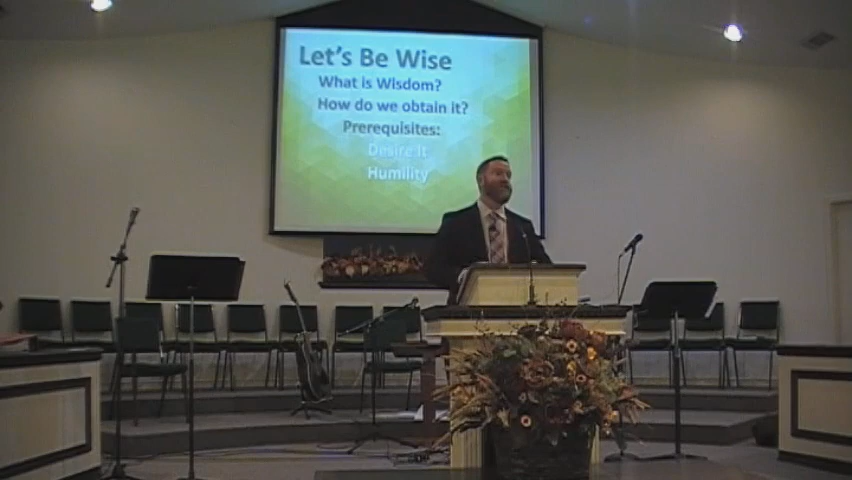 Let's Be Wise
What is Wisdom?
How do we obtain it?
Prerequisites:
Desire It
Humility